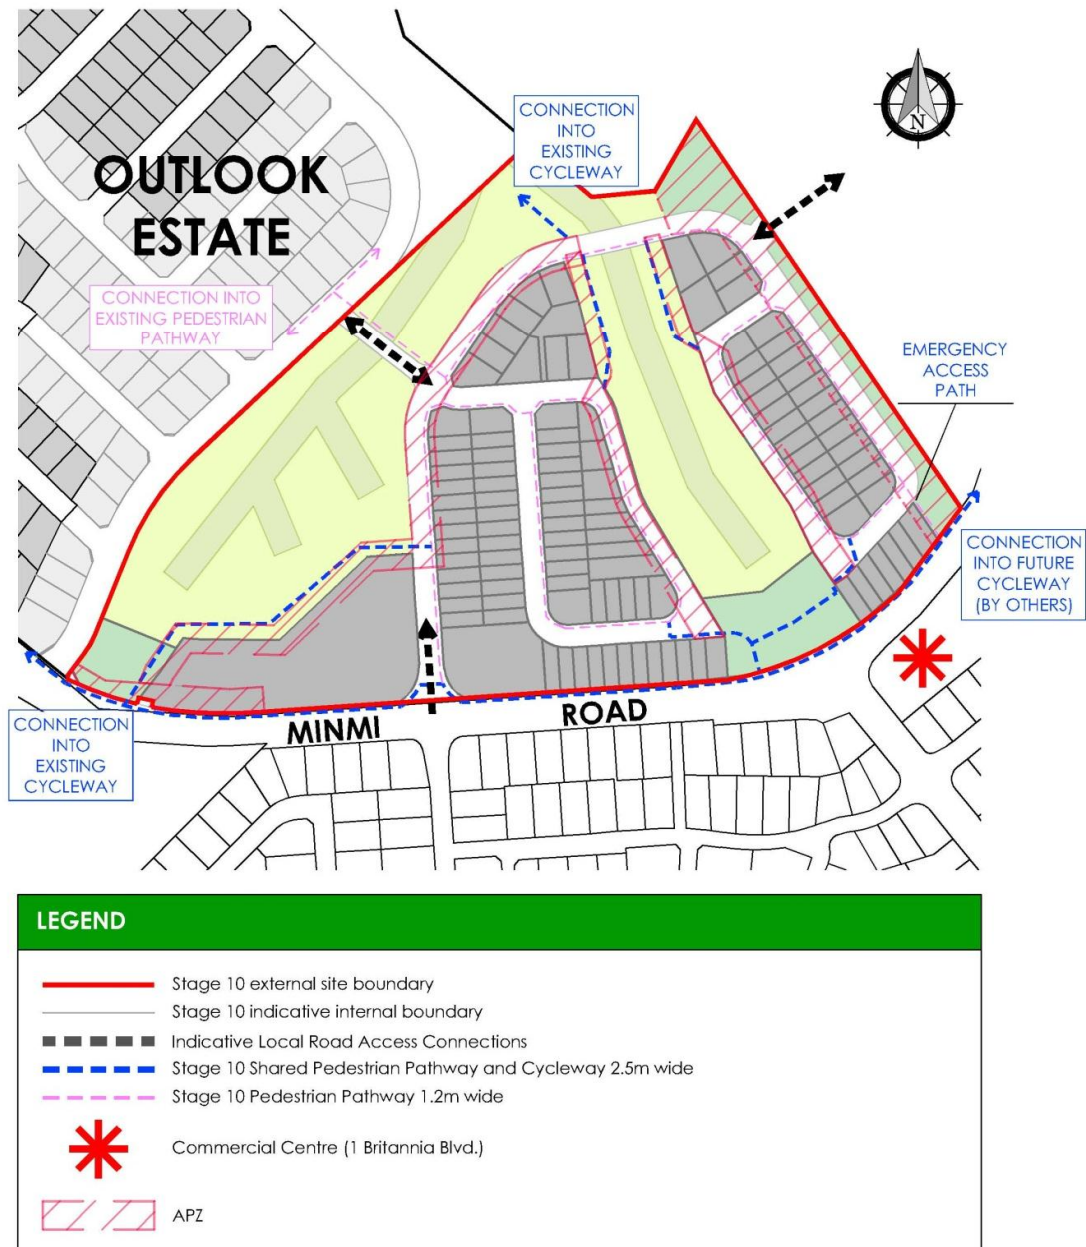 CONNECTION
INTO
EXISTING
CYCLEWAY
N
OUTLOOK
ESTATE
CONNECTION INTO
EXISTING PEDESTRIAN
PATHWAY
EMERGENCY
ACCESS
PATH
CONNECTION
INTO FUTURE
CYCLEWAY
(BY OTHERS)
CONNECTION
INTO
EXISTING
CYCLEWAY
MINMI ROAD
LEGEND
Stage 10 external site boundary
Stage 10 indicative internal boundary
Indicative Local Road Access Connections
Stage 10 Shared Pedestrian Pathway and Cycleway 2.5m wide
Stage 10 Pedestrian Pathway 1.2m wide
Commercial Centre (1 Britannia Blvd.)
APZ